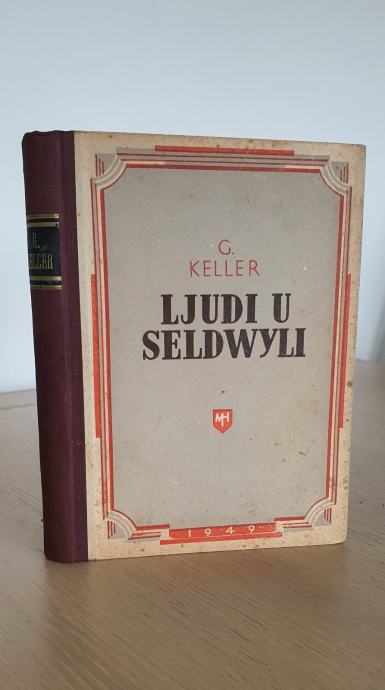 G.
KELLER
G.
KELLER
LJUDI U
SELDWYLI
MH
1949